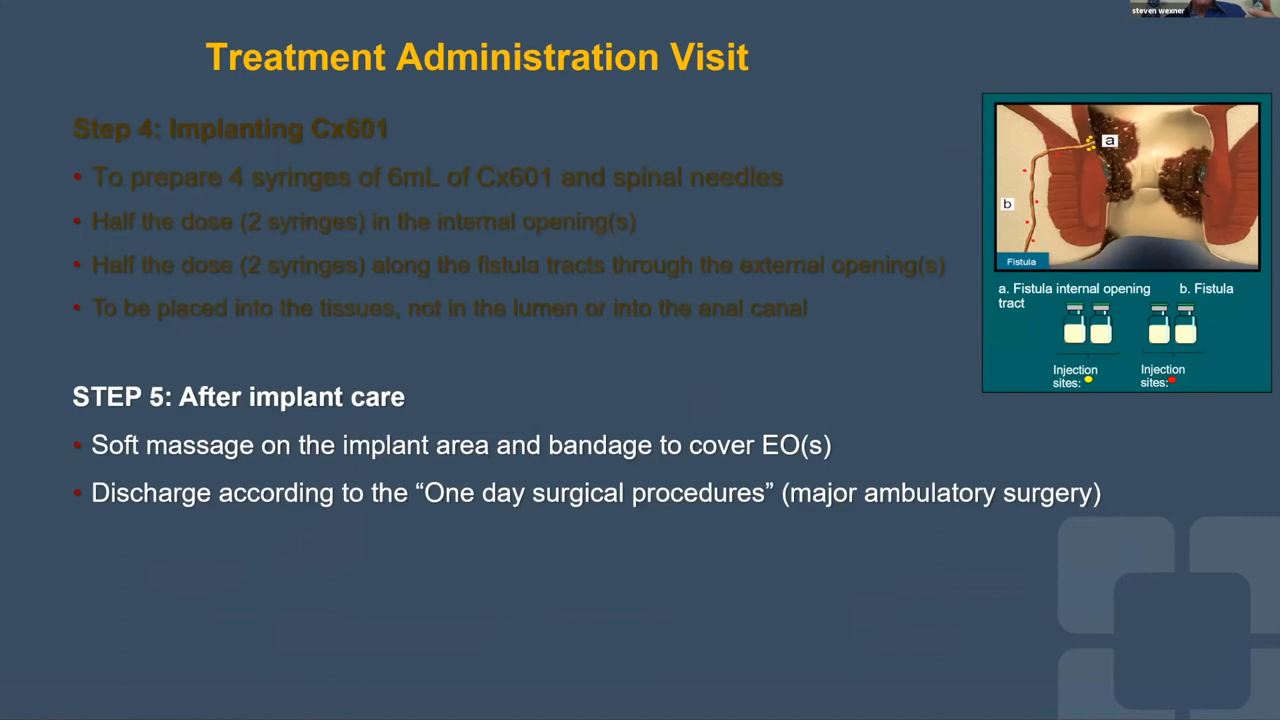 steven wexner
Treatment Administration Visit
Step 4: Implanting Cx601
• To prepare 4 syringes of 6mL of Cx601 and spinal needles
• Half the dose (2 syringes) in the internal opening(s)
• Half the dose (2 syringes) along the fistula tracts through the external opening(s)
• To be placed into the tissues, not in the lumen or into the anal canal
STEP 5: After implant care
• Soft massage on the implant area and bandage to cover EO(s)
• Discharge according to the “One day surgical procedures” (major ambulatory surgery)
a
b
Fistula
a. Fistula internal opening b. Fistula
tract
Injection Injection
sites: sites: